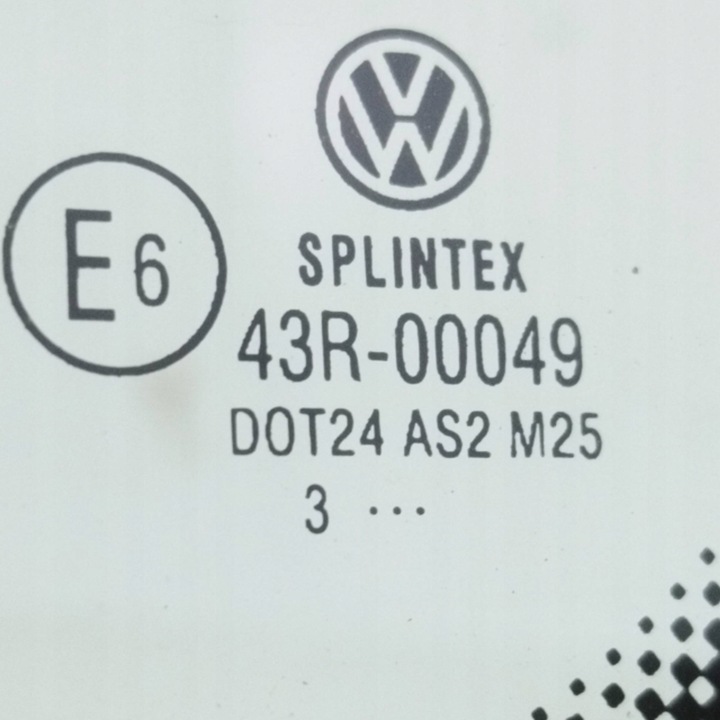 E6
SPLINTEX
43R-00049
DOT24 AS2 M25
3 ...